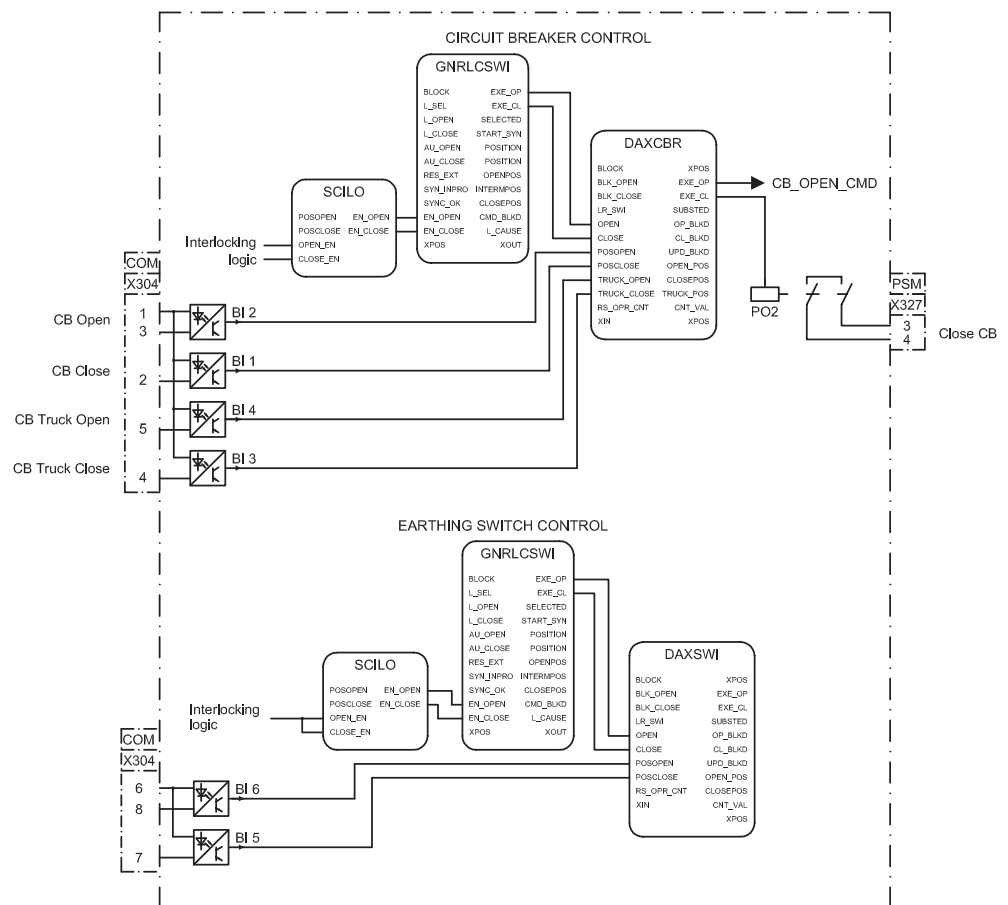 CIRCUIT BREAKER CONTROL
GNRLCSWI
BLOCK EXE_OP
L_SEL EXE_CL
L_OPEN SELECTED
L_CLOSE START_SYN
AU_OPEN POSITION
AU_CLOSE POSITION
RES_EXT OPENPOS
SYN_INPRO INTERMPOS
SYNC_OK CLOSEPOS
EN_OPEN CMD_BLKD
EN_CLOSE L_CAUSE
XPOS XOUT
SCILO
POSOPEN EN_OPEN
POSCLOSE EN_CLOSE
OPEN_EN
CLOSE_EN
Interlocking
logic
DAXCBR
BLOCK XPOS
BLK_OPEN EXE_OP
BLK_CLOSE EXE_CL
LR_SWI SUBSTED
OPEN OP_BLKD
CLOSE CL_BLKD
POSOPEN UPD_BLKD
POSCLOSE OPEN_POS
TRUCK_OPEN CLOSEPOS
TRUCK_CLOSE TRUCK_POS
RS_OPR_CNT CNT_VAL
XIN XPOS
CB_OPEN_CMD
PO2
PSM
X327
3
4
Close CB
COM
X304
CB Open
1
3
BI 2
CB Close
2
BI 1
CB Truck Open
5
BI 4
CB Truck Close
4
BI 3
EARTHING SWITCH CONTROL
GNRLCSWI
BLOCK EXE_OP
L_SEL EXE_CL
L_OPEN SELECTED
L_CLOSE START_SYN
AU_OPEN POSITION
AU_CLOSE POSITION
RES_EXT OPENPOS
SYN_INPRO INTERMPOS
SYNC_OK CLOSEPOS
EN_OPEN CMD_BLKD
EN_CLOSE L_CAUSE
XPOS XOUT
SCILO
POSOPEN EN_OPEN
POSCLOSE EN_CLOSE
OPEN_EN
CLOSE_EN
Interlocking
logic
DAXSWI
BLOCK XPOS
BLK_OPEN EXE_OP
BLK_CLOSE EXE_CL
LR_SWI SUBSTED
OPEN OP_BLKD
CLOSE CL_BLKD
POSOPEN UPD_BLKD
POSCLOSE OPEN_POS
RS_OPR_CNT CLOSEPOS
XIN CNT_VAL
XPOS
COM
X304
6
8
BI 6
7
BI 5